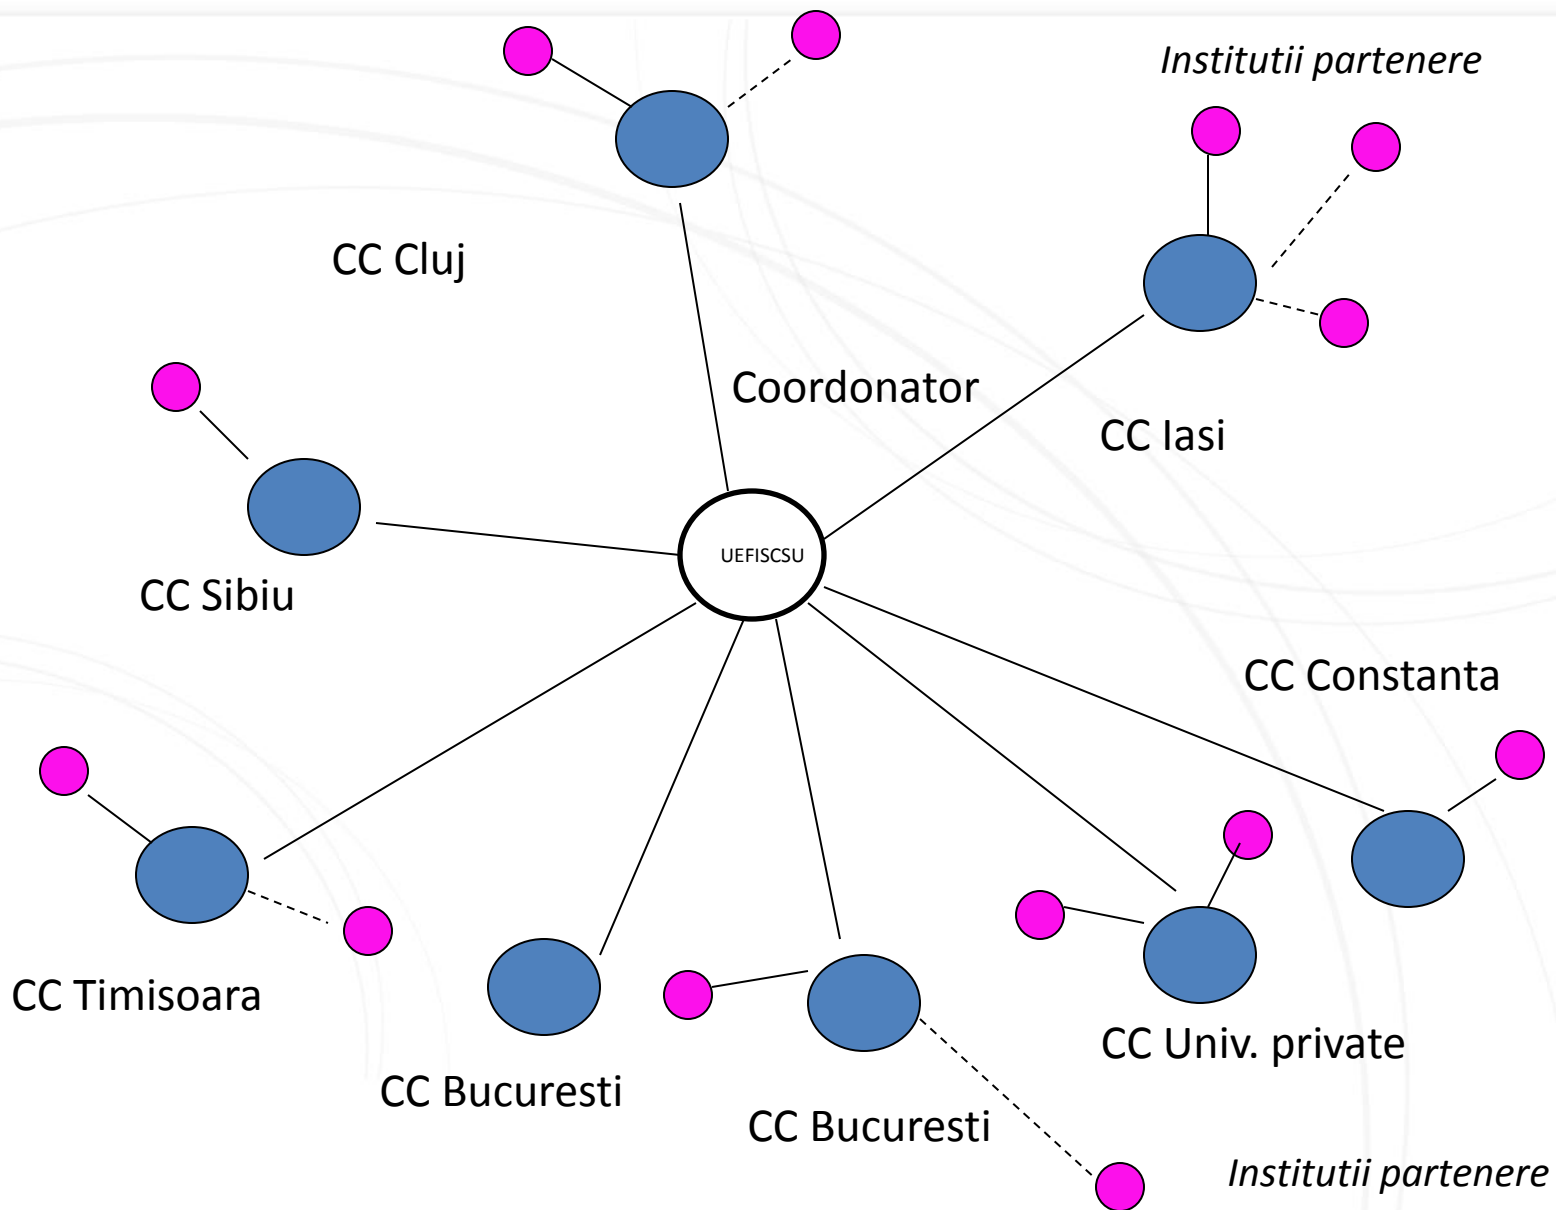 Institutii partenere
CC Cluj
Coordonator
CC Iasi
UEFISCSU
CC Sibiu
CC Constanta
CC Timisoara
CC Univ. private
CC Bucuresti
CC Bucuresti
Institutii partenere